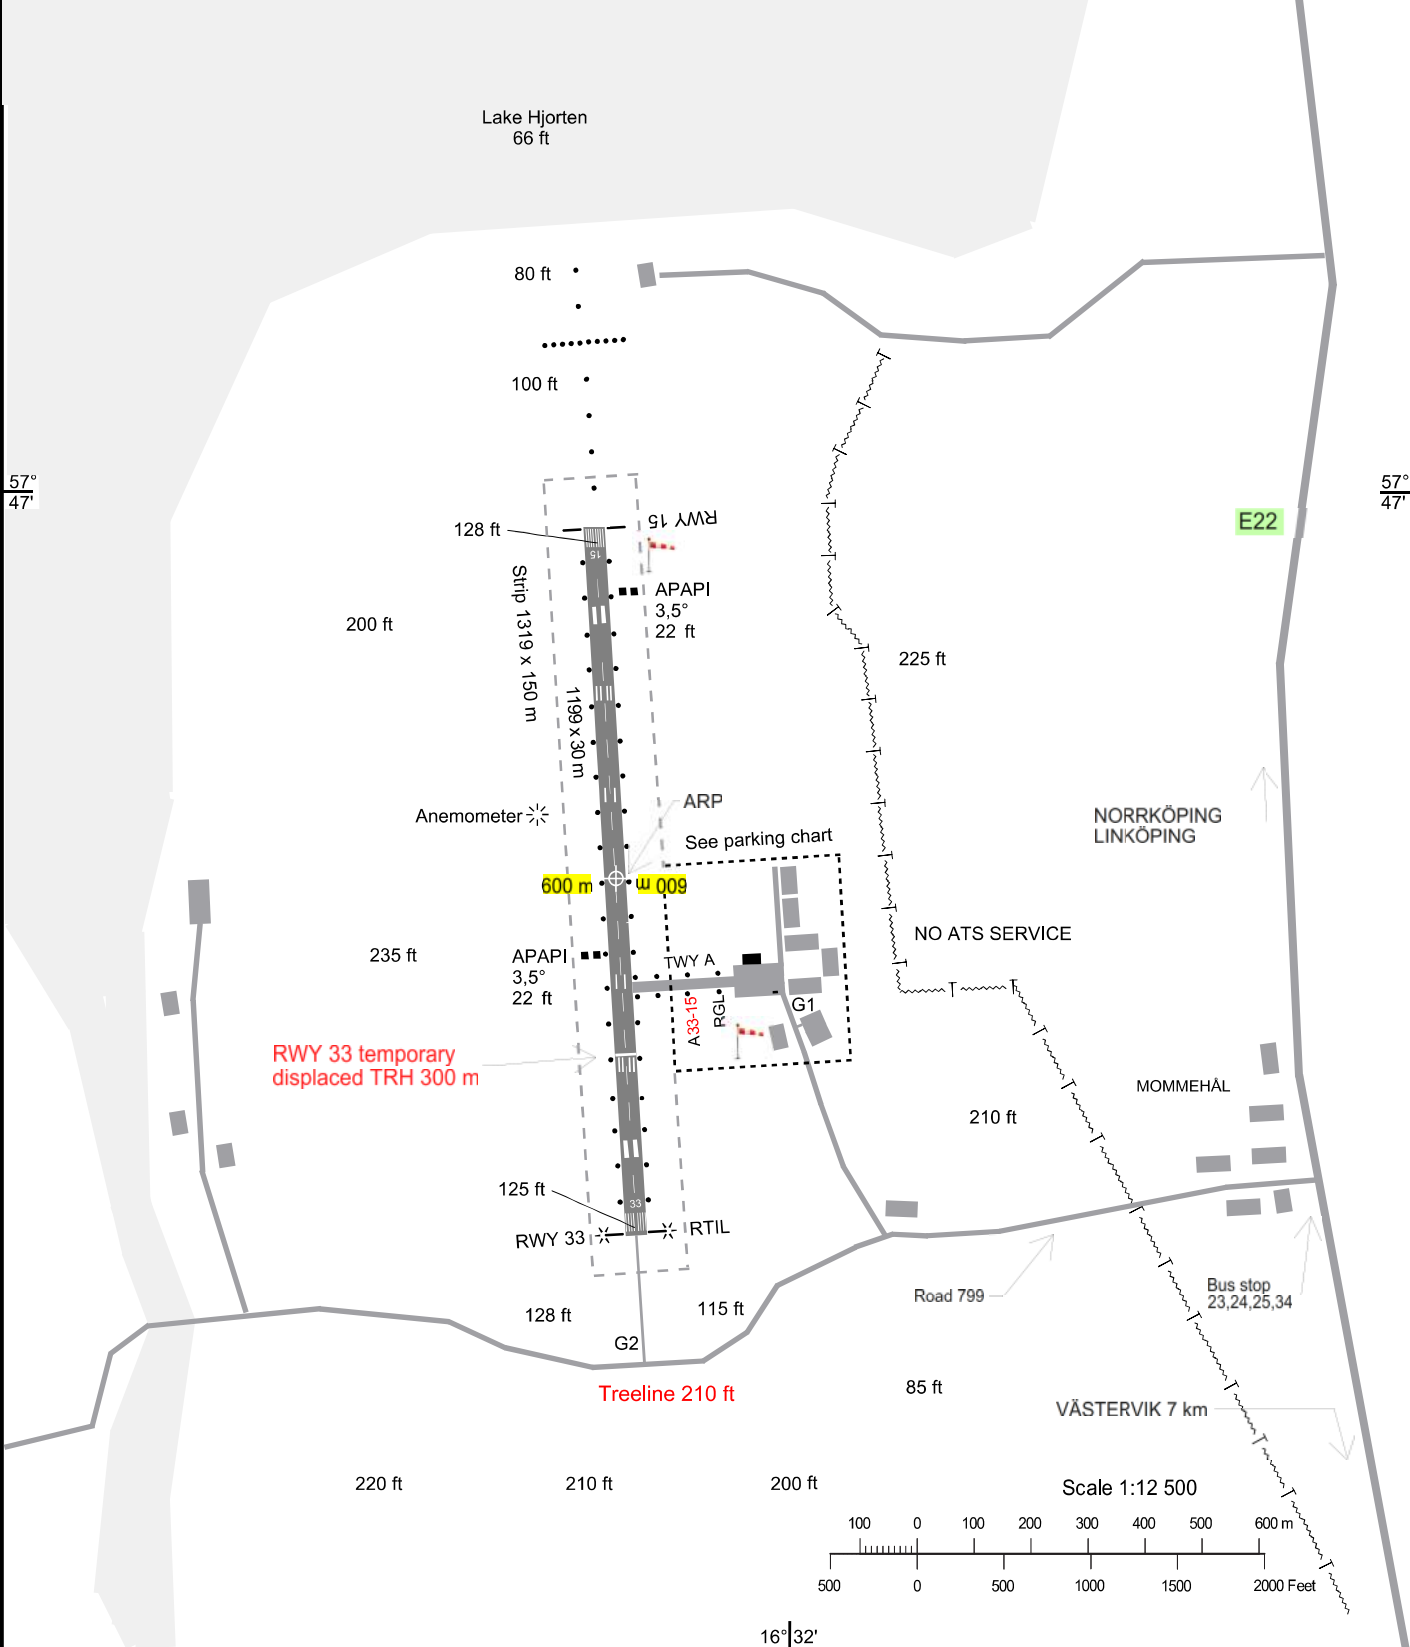 Lake Hjorten
66 ft
80 ft
100 ft
57°
47'
57°
47'
128 ft
RWY 15
15
E22
APAPI
3,5°
22 ft
Strip 1319 x 150 m
1199 x 30 m
200 ft
225 ft
Anemometer
ARP
NORRKÖPING
LINKÖPING
See parking chart
600 m
600 m
235 ft
APAPI
3,5°
22 ft
TWY A
NO ATS SERVICE
A33-15
RGL
G1
RWY 33 temporary
displaced TRH 300 m
MOMMEHÅL
210 ft
125 ft
33
RWY 33
RTIL
Road 799
Bus stop
23,24,25,34
128 ft
115 ft
G2
Treeline 210 ft
85 ft
VÄSTERVIK 7 km
220 ft
210 ft
200 ft
Scale 1:12 500
100 0 100 200 300 400 500 600 m
500 0 500 1000 1500 2000 Feet
16° 32'